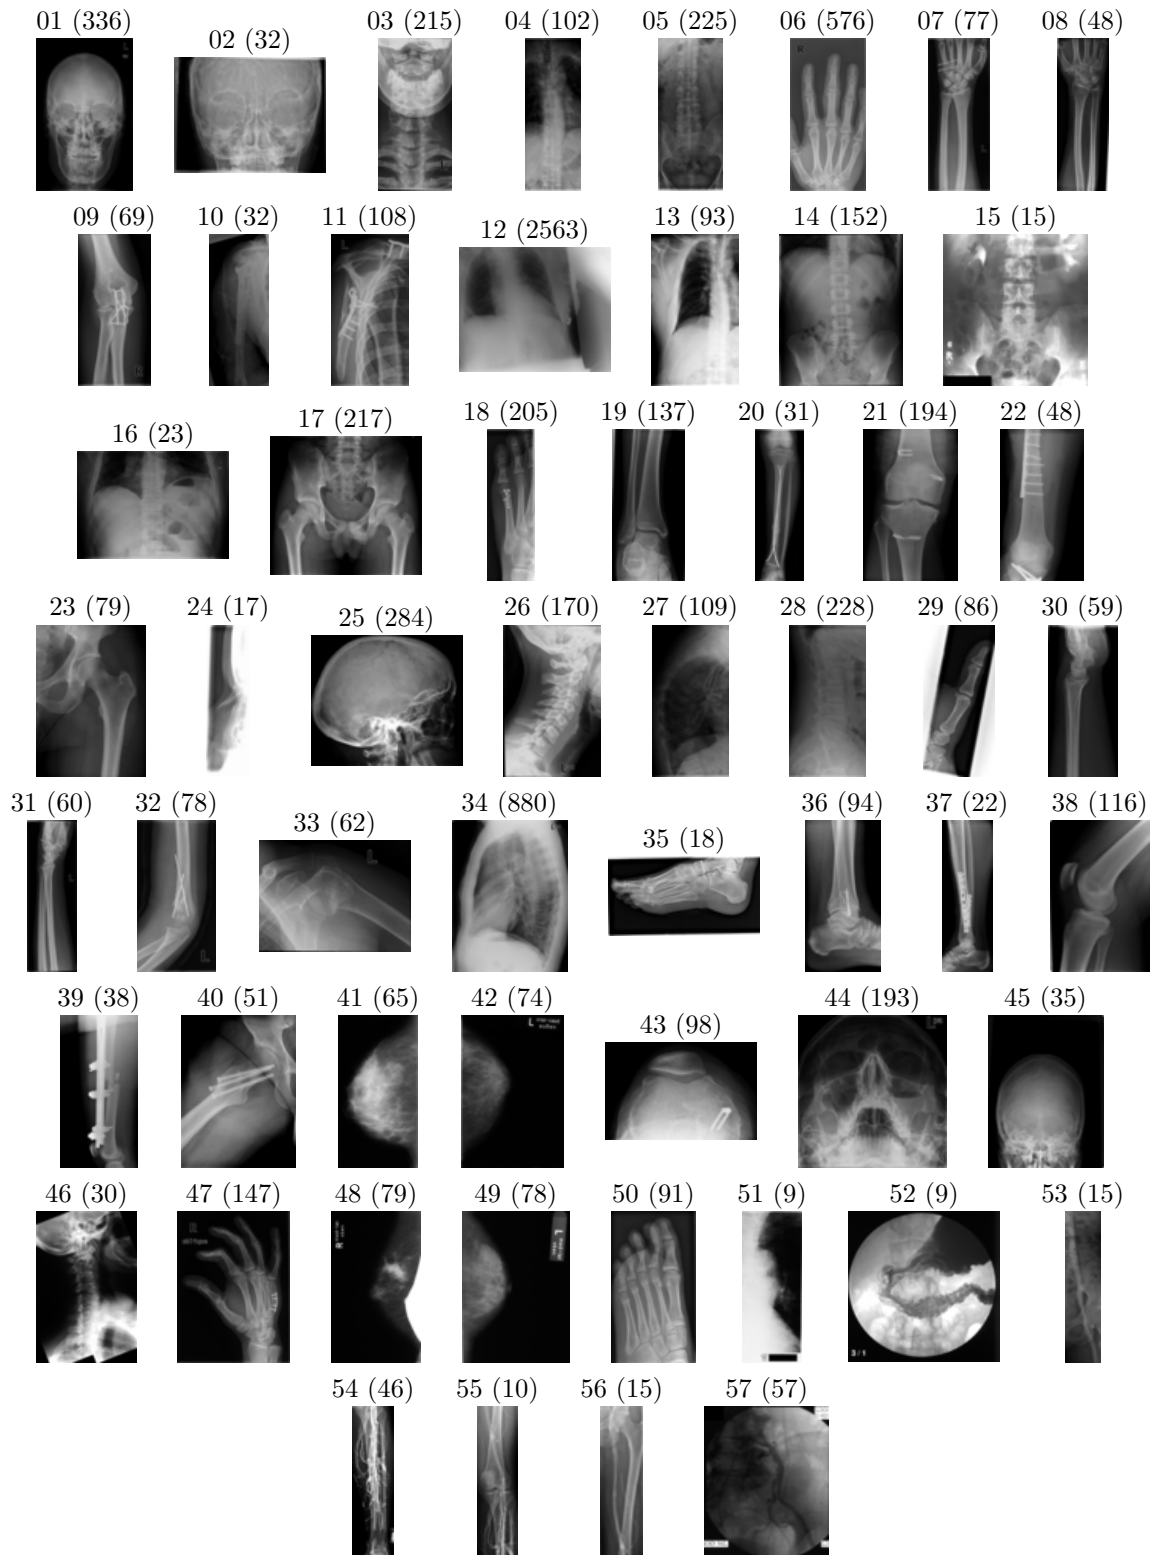 01 (336) 02 (32) 03 (215) 04 (102) 05 (225) 06 (576) 07 (77) 08 (48)
R
L
09 (69) 10 (32) 11 (108) 12 (2563) 13 (93) 14 (152) 15 (15)
L
R
16 (23) 17 (217) 18 (205) 19 (137) 20 (31) 21 (194) 22 (48)
23 (79) 24 (17) 25 (284) 26 (170) 27 (109) 28 (228) 29 (86) 30 (59)
31 (60) 32 (78) 33 (62) 34 (880) 35 (18) 36 (94) 37 (22) 38 (116)
L
L
39 (38) 40 (51) 41 (65) 42 (74) 43 (98) 44 (193) 45 (35)
L
L
46 (30) 47 (147) 48 (79) 49 (78) 50 (91) 51 (9) 52 (9) 53 (15)
R
R
L
3/1
54 (46) 55 (10) 56 (15) 57 (57)